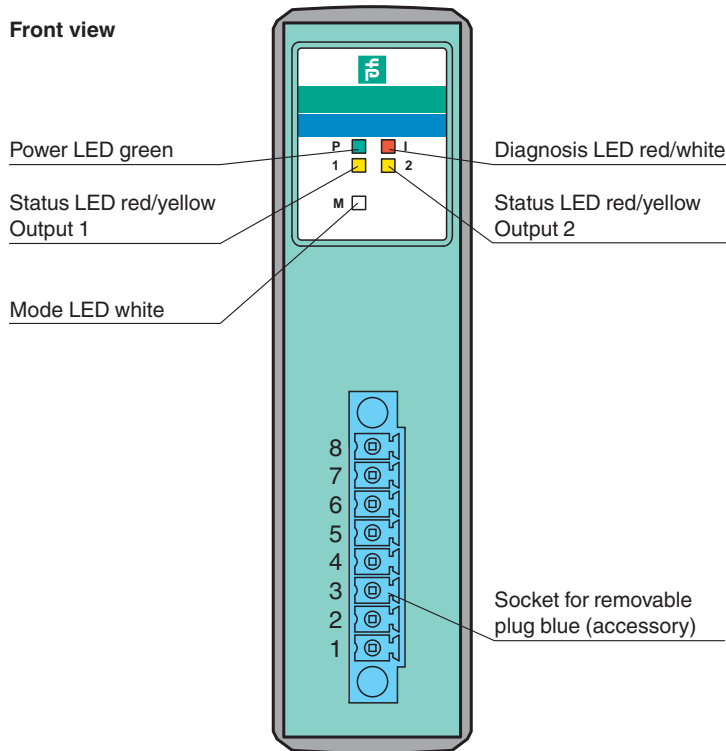 Front view
P
I
1
2
M
Power LED green
Diagnosis LED red/white
Status LED red/yellow
Output 1
Status LED red/yellow
Output 2
Mode LED white
8
7
6
5
4
3
2
1
Socket for removable
plug blue (accessory)